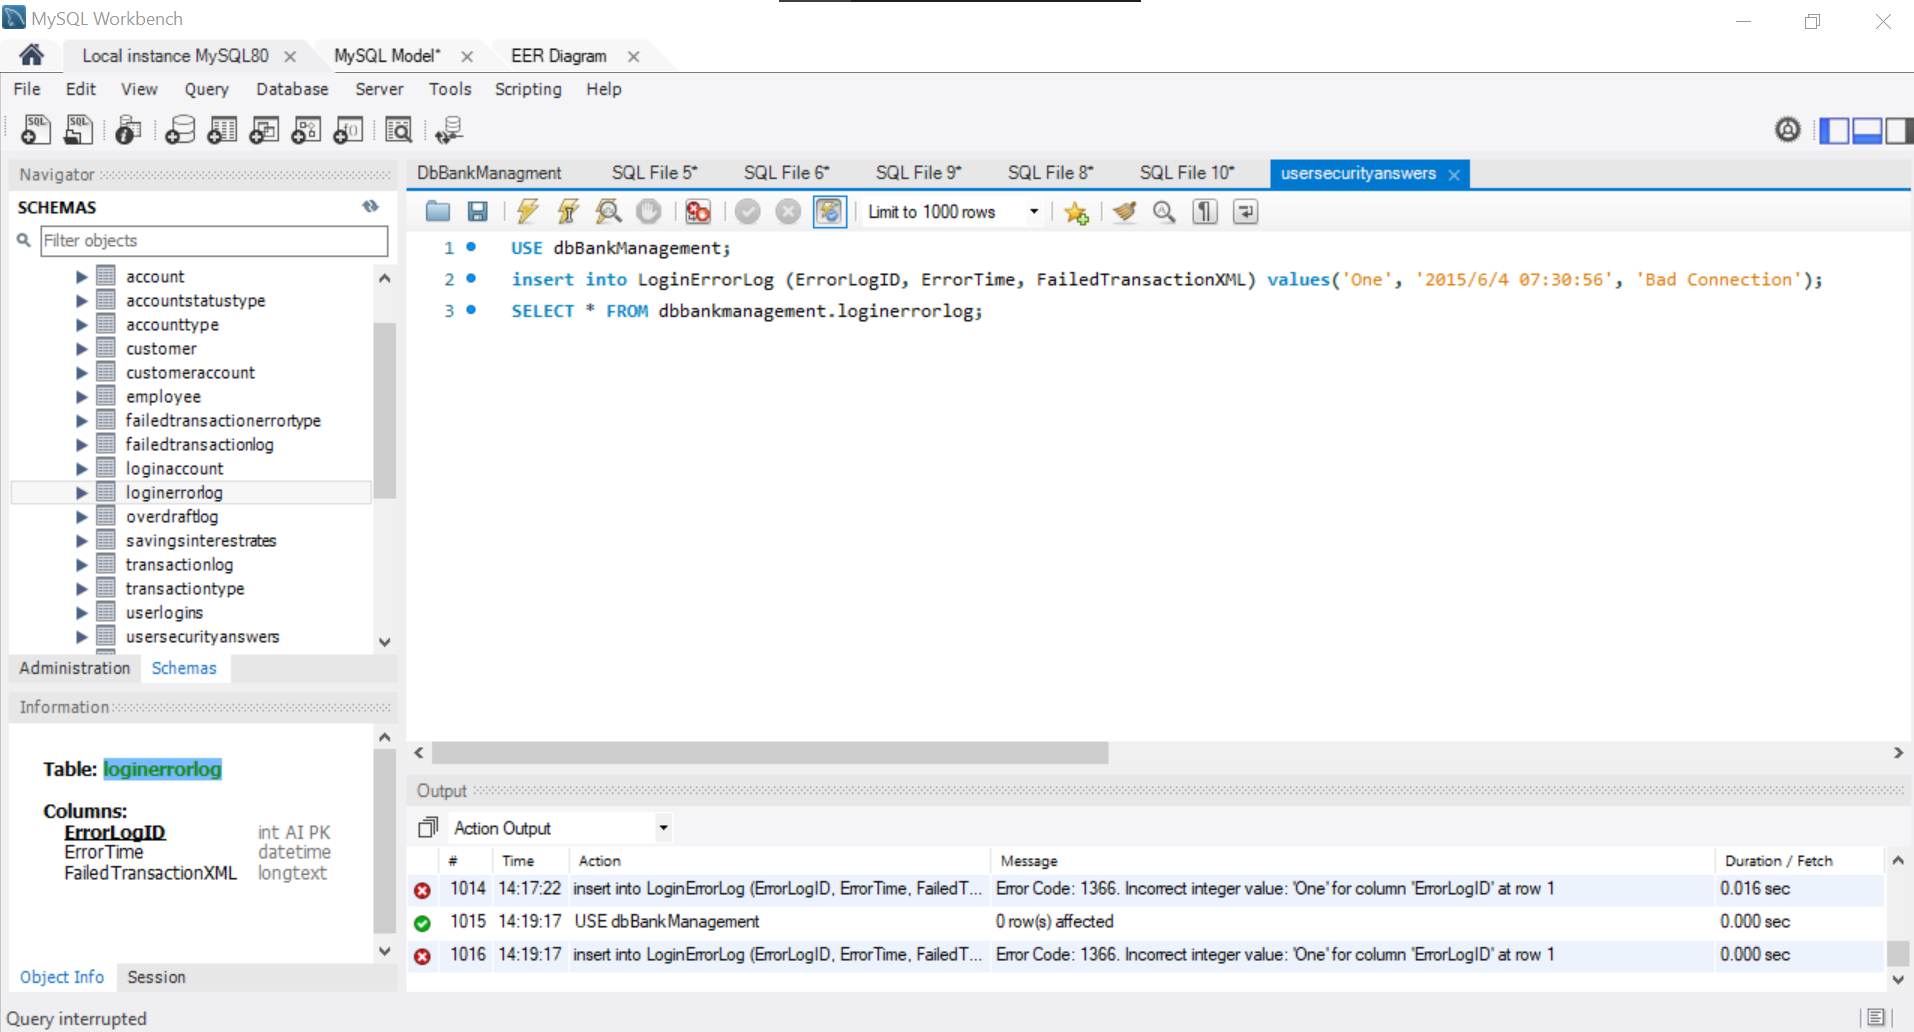 MySQL Workbench
Local instance MySQL80 MySQL Model* EER Diagram
File Edit View Query Database Server Tools Scripting Help
Navigator
SCHEMAS
Filter objects
account
accountstatustype
accounttype
customer
customeraccount
employee
failedtransactionerrortype
failedtransactionlog
loginaccount
loginerrorlog
overdraftlog
savingsinterestrates
transactionlog
transactiontype
userlogins
usersecurityanswers
Administration Schemas
Information
Table: loginerrorlog
Columns:
ErrorLogID int AI PK
ErrorTime datetime
FailedTransactionXML longtext
Object Info Session
Query interrupted
DbBankManagment SQL File 5* SQL File 6* SQL File 9* SQL File 8* SQL File 10* usersecurityanswers
Limit to 1000 rows
1 USE dbBankManagement;
2 insert into LoginErrorLog (ErrorLogID, ErrorTime, FailedTransactionXML) values('One', '2015/6/4 07:30:56', 'Bad Connection');
3 SELECT * FROM dbbankmanagement.loginerrorlog;
Output
Action Output
# Time Action Message Duration / Fetch
1014 14:17:22 insert into LoginErrorLog (ErrorLogID, ErrorTime, FailedT... Error Code: 1366. Incorrect integer value: 'One' for column 'ErrorLogID' at row 1 0.016 sec
1015 14:19:17 USE dbBankManagement 0 row(s) affected 0.000 sec
1016 14:19:17 insert into LoginErrorLog (ErrorLogID, ErrorTime, FailedT... Error Code: 1366. Incorrect integer value: 'One' for column 'ErrorLogID' at row 1 0.000 sec